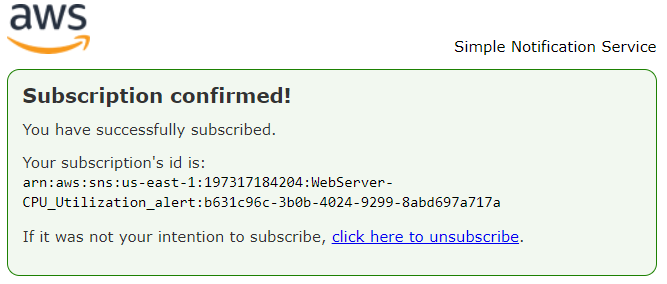 aws
Simple Notification Service
Subscription confirmed!
You have successfully subscribed.
Your subscription's id is:
arn:aws:sns:us-east-1:197317184204:WebServer-
CPU_Utilization_alert:b631c96c-3b0b-4024-9299-8abd697a717a
If it was not your intention to subscribe, click here to unsubscribe.